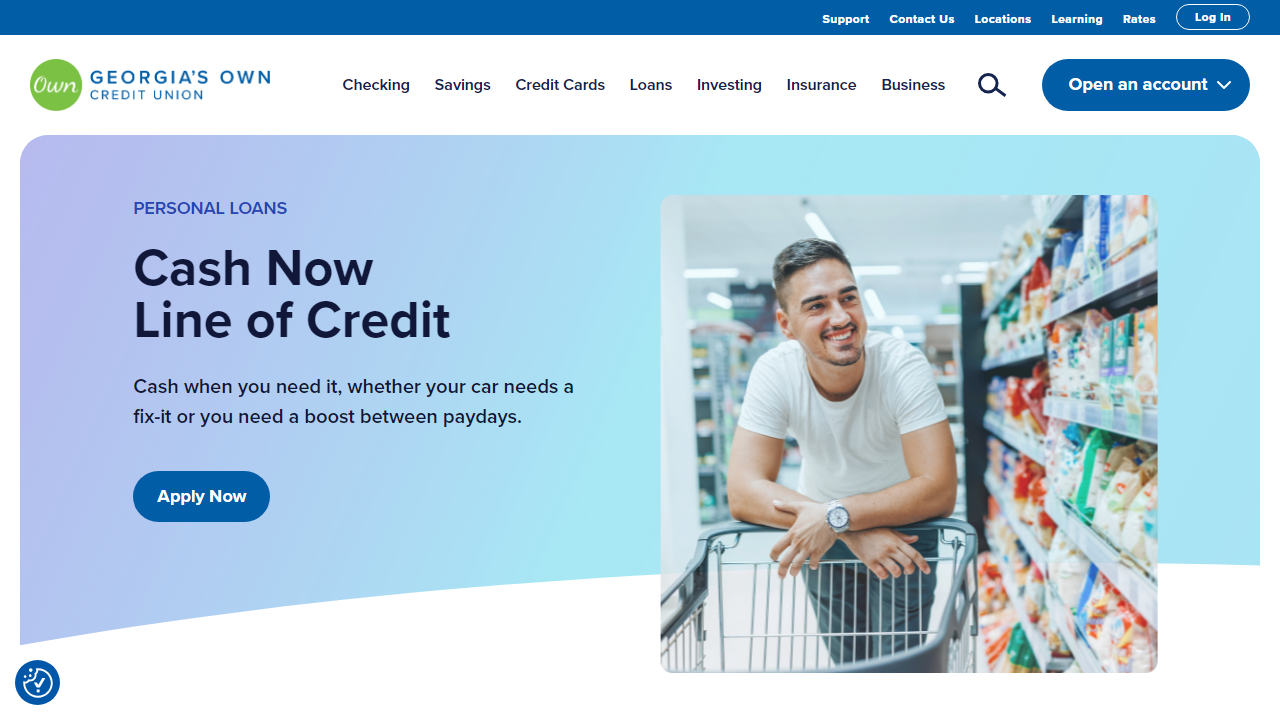 Support Contact Us Locations Learning Rates Log In
Own GEORGIA'S OWN
CREDIT UNION
Checking Savings Credit Cards Loans Investing Insurance Business Open an account
PERSONAL LOANS
Cash Now
Line of Credit
Cash when you need it, whether your car needs a
fix-it or you need a boost between paydays.
Apply Now